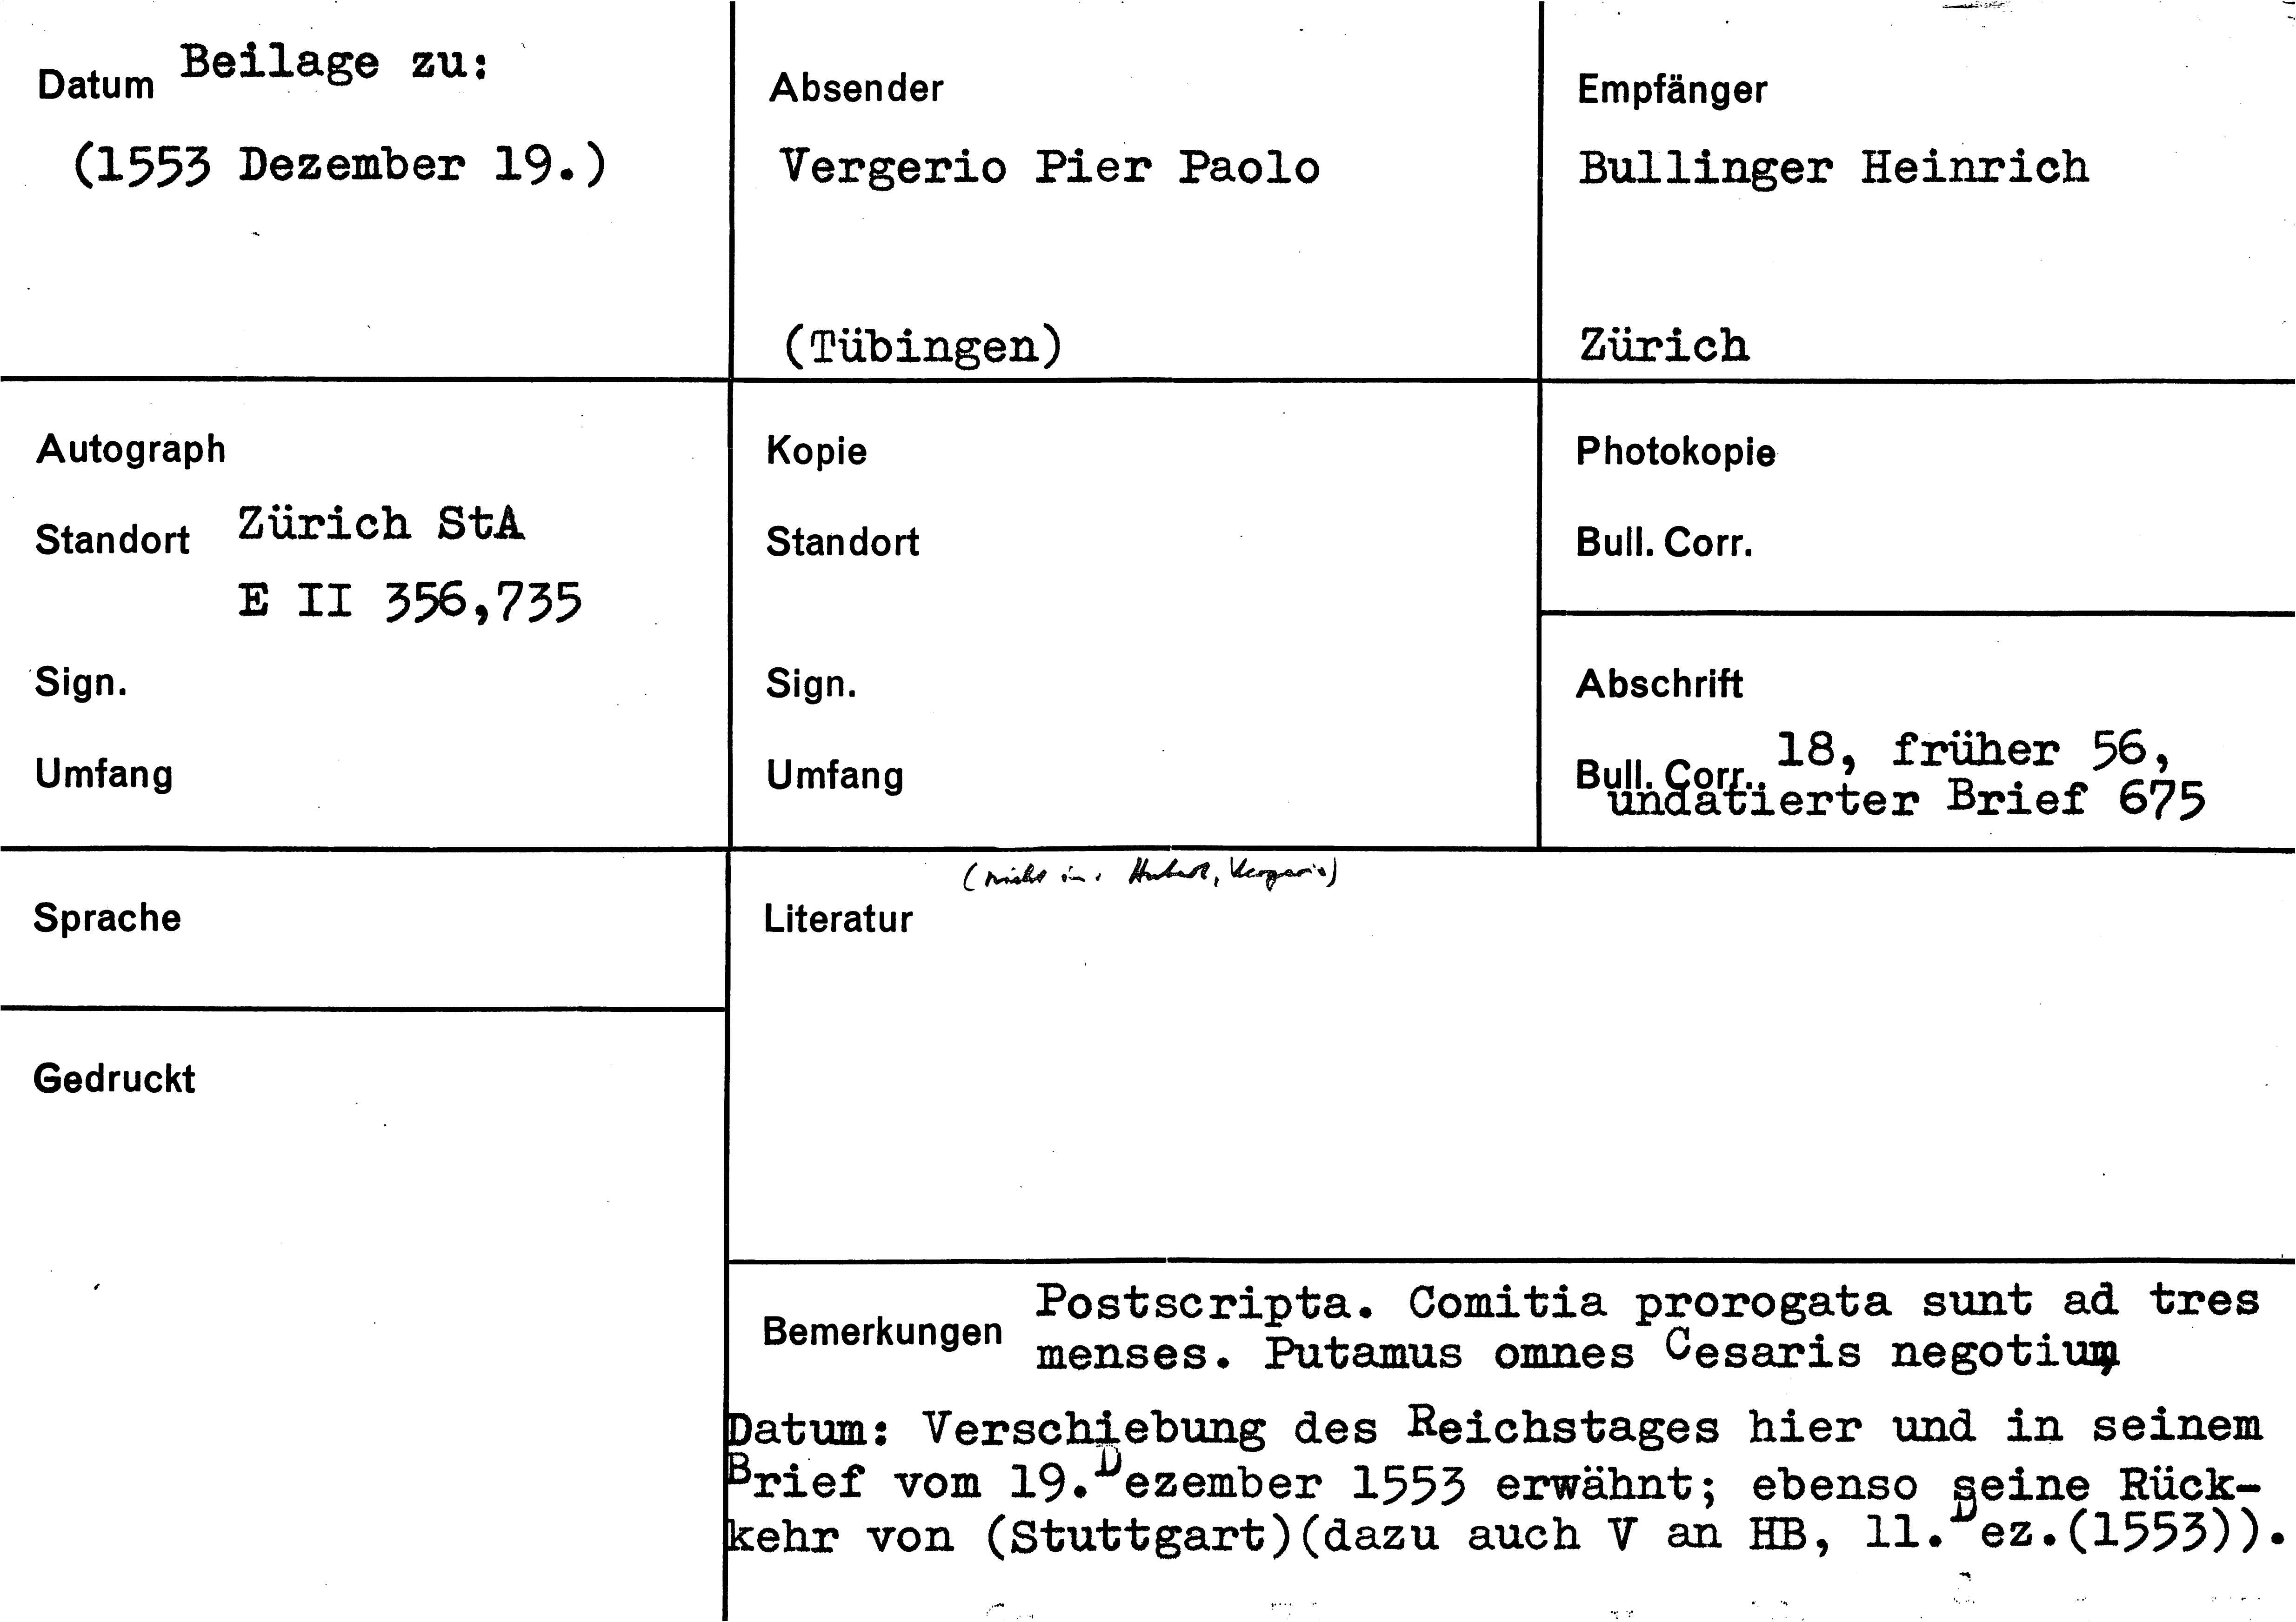 Datum Beilage zu:
(1553 Dezember 19.)
Absender
Vergerio Pier Paolo
(Tübingen)
Empfänger
Bullinger Heinrich
Zürich
Autograph
Standort Zürich StA
E II 356,735
Sign.
Umfang
Kopie
Standort
Sign.
Umfang
Photokopie
Bull. Corr.
Abschrift
Bull. Corr. 18, früher 56,
undatierter Brief 675
Sprache
Gedruckt
(nicht in: Hubert, Vergerio)
Literatur
Bemerkungen Postscripta. Comitia prorogata sunt ad tres
menses. Putamus omnes Cesaris negotium,
Datum: Verschiebung des Reichstages hier und in seinem
Brief vom 19.Dezember 1553 erwähnt; ebenso seine Rück-
kehr von (Stuttgart)(dazu auch V an HB, 11.Dez.(1553)).